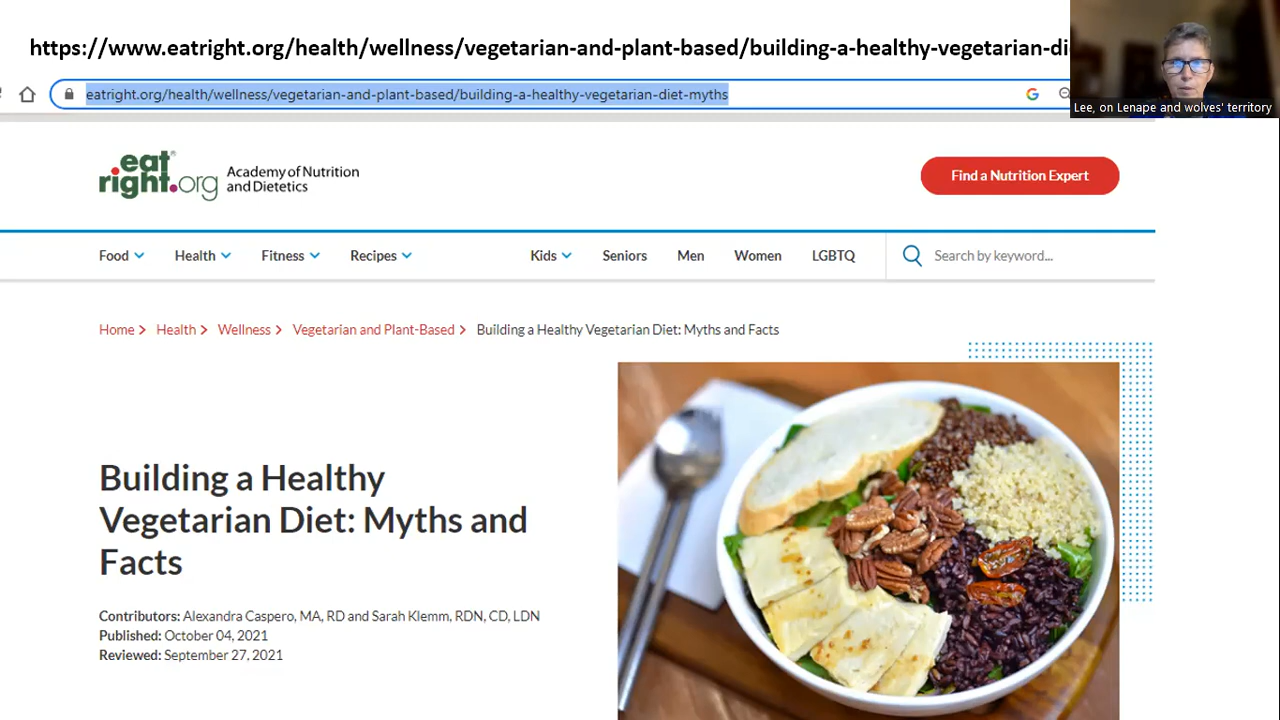 https://www.eatright.org/health/wellness/vegetarian-and-plant-based/building-a-healthy-vegetarian-di
eatright.org/health/wellness/vegetarian-and-plant-based/building-a-healthy-vegetarian-diet-myths
Lee, on Lenape and wolves' territory
eat right.org
Academy of Nutrition
and Dietetics
Find a Nutrition Expert
Food Health Fitness Recipes Kids Seniors Men Women LGBTQ Search by keyword...
Home > Health > Wellness > Vegetarian and Plant-Based > Building a Healthy Vegetarian Diet: Myths and Facts
Building a Healthy
Vegetarian Diet: Myths and
Facts
Contributors: Alexandra Caspero, MA, RD and Sarah Klemm, RDN, CD, LDN
Published: October 04, 2021
Reviewed: September 27, 2021